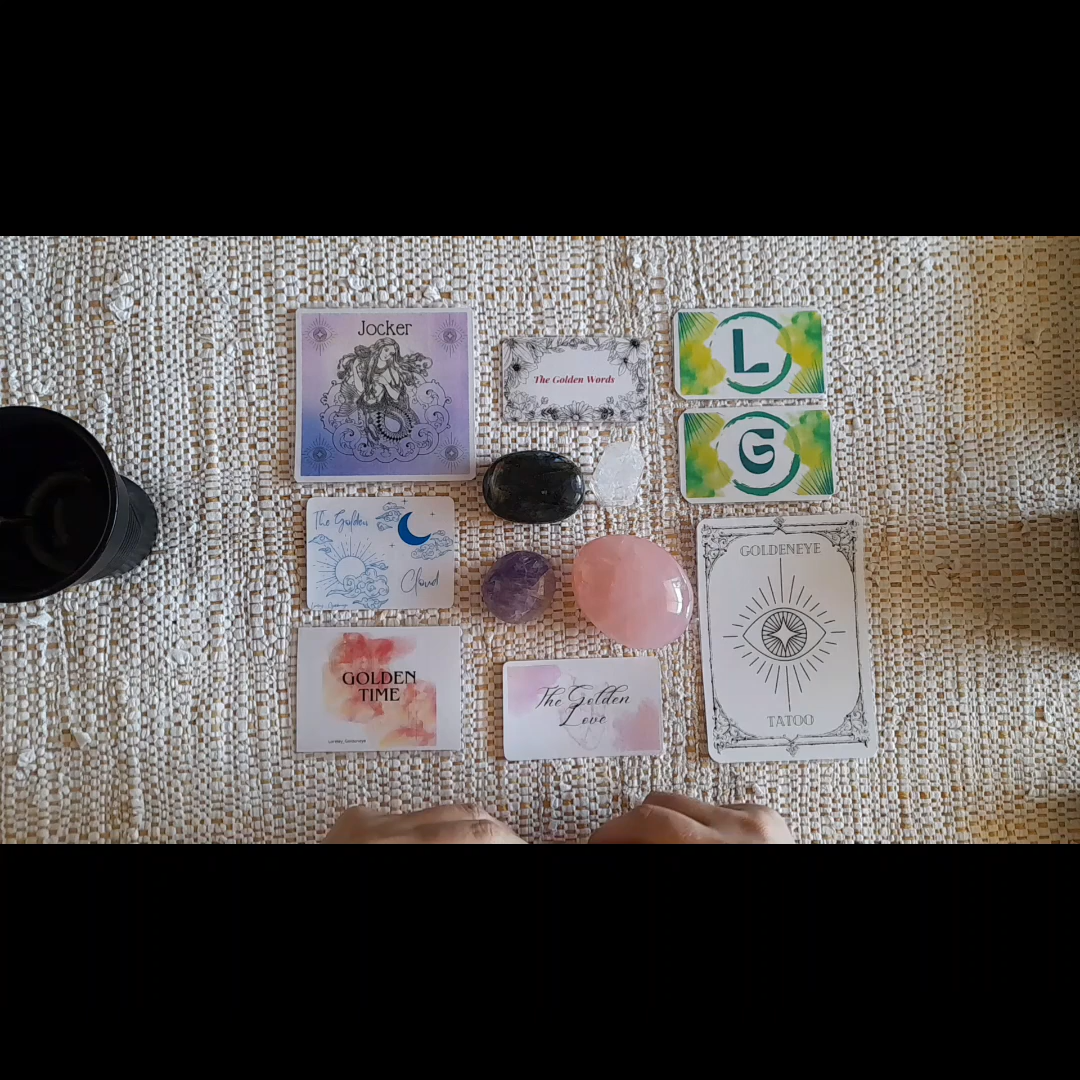 Jocker
The Golden Words
L
G
The Golden
Cloud
GOLDENEYE
TATOO
GOLDEN
TIME
The Golden
Love